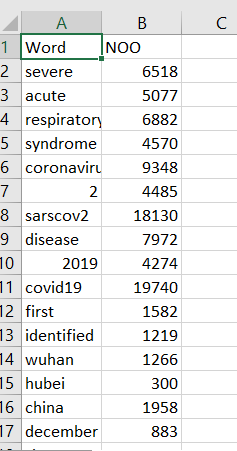 A B C
1 Word NOO
2 severe 6518
3 acute 5077
4 respiratory 6882
5 syndrome 4570
6 coronaviru 9348
7 2 4485
8 sarscov2 18130
9 disease 7972
10 2019 4274
11 covid19 19740
12 first 1582
13 identified 1219
14 wuhan 1266
15 hubei 300
16 china 1958
17 december 883